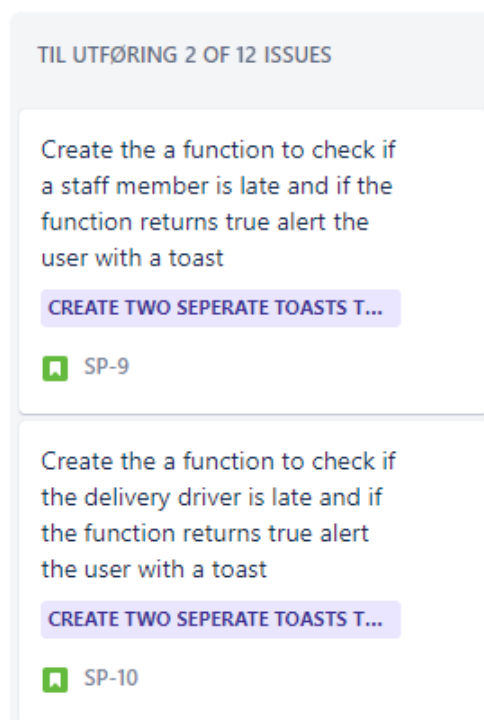 TIL UTFØRING 2 OF 12 ISSUES
Create the a function to check if
a staff member is late and if the
function returns true alert the
user with a toast
CREATE TWO SEPERATE TOASTS T...
SP-9
Create the a function to check if
the delivery driver is late and if
the function returns true alert
the user with a toast
CREATE TWO SEPERATE TOASTS T...
SP-10